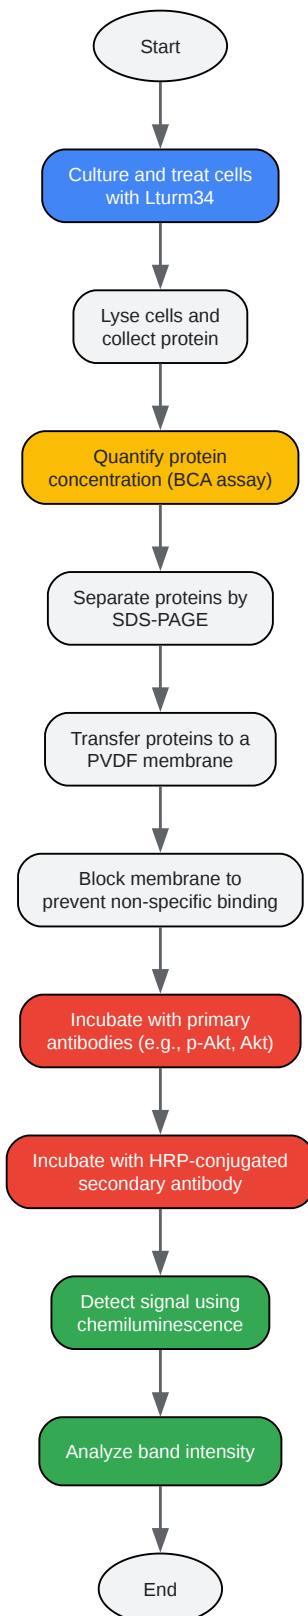 Start
Culture and treat cells
with Lturm34
Lyse cells and
collect protein
Quantify protein
concentration (BCA assay)
Separate proteins by
SDS-PAGE
Transfer proteins to a
PVDF membrane
Block membrane to
prevent non-specific binding
Incubate with primary
antibodies (e.g., p-Akt, Akt)
Incubate with HRP-conjugated
secondary antibody
Detect signal using
chemiluminescence
Analyze band intensity
End